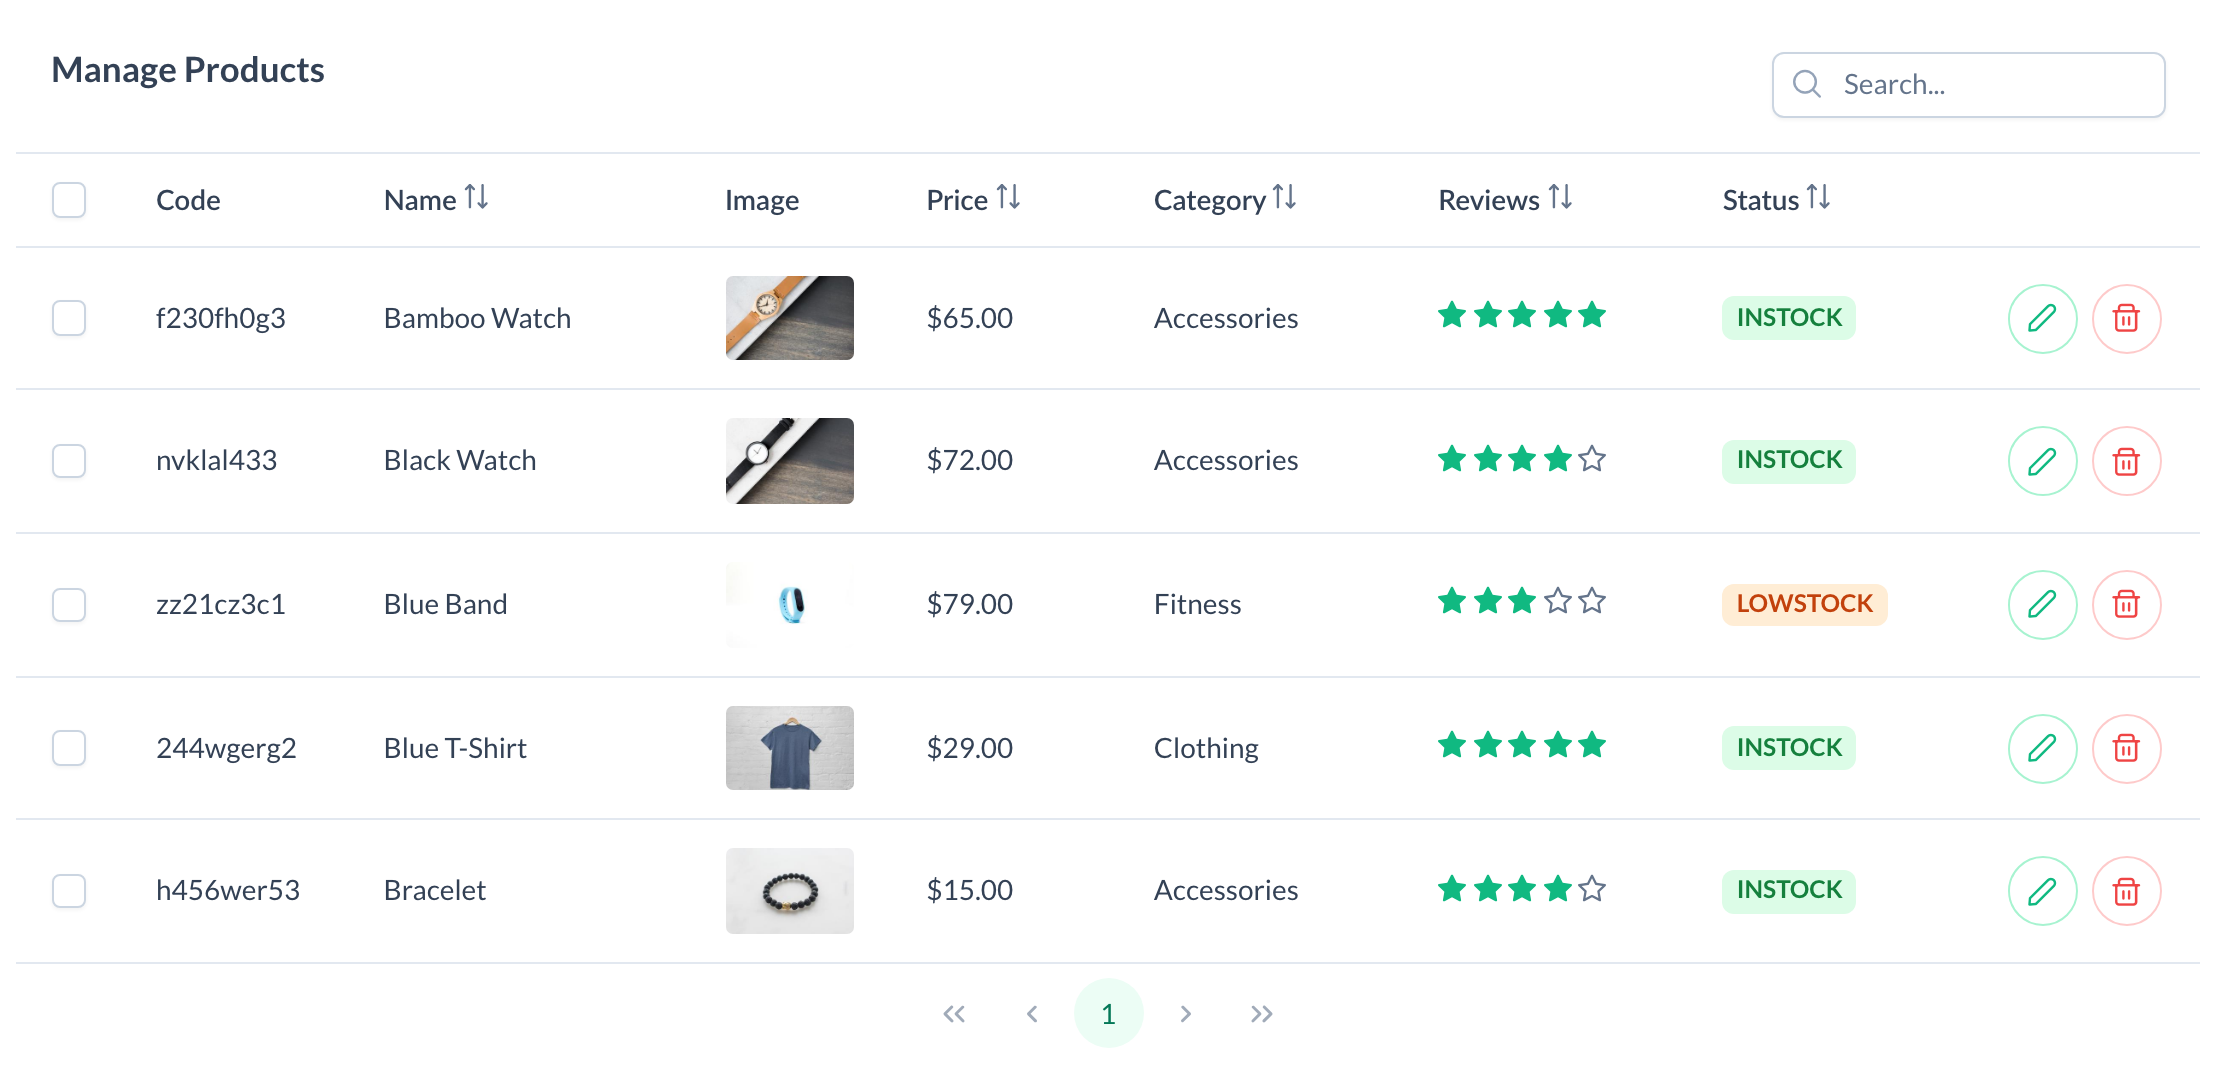 Manage Products
Search...
Code Name Image Price Category Reviews Status
f230fh0g3 Bamboo Watch $65.00 Accessories INSTOCK
nvklal433 Black Watch $72.00 Accessories INSTOCK
zz21cz3c1 Blue Band $79.00 Fitness LOWSTOCK
244wgerg2 Blue T-Shirt $29.00 Clothing INSTOCK
h456wer53 Bracelet $15.00 Accessories INSTOCK
1